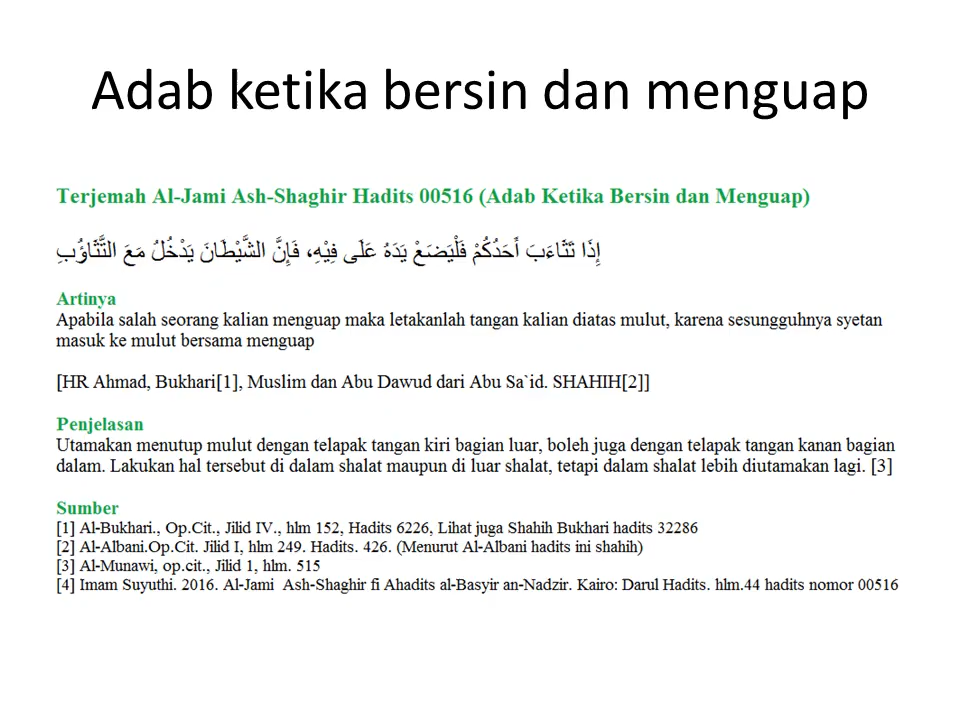 Adab ketika bersin dan menguap
Terjemah Al-Jami Ash-Shaghir Hadits 00516 (Adab Ketika Bersin dan Menguap)
إِذَا تَثَاءَبَ أَحَدُكُمْ فَلْيَضَعْ يَدَهُ عَلَى فِيْهِ، فَإِنَّ الشَّيْطَانَ يَدْخُلُ مَعَ التَّثَاؤُبِ
Artinya
Apabila salah seorang kalian menguap maka letakanlah tangan kalian diatas mulut, karena sesungguhnya syetan
masuk ke mulut bersama menguap
[HR Ahmad, Bukhari[1], Muslim dan Abu Dawud dari Abu Sa`id. SHAHIH[2]]
Penjelasan
Utamakan menutup mulut dengan telapak tangan kiri bagian luar, boleh juga dengan telapak tangan kanan bagian
dalam. Lakukan hal tersebut di dalam shalat maupun di luar shalat, tetapi dalam shalat lebih diutamakan lagi. [3]
Sumber
[1] Al-Bukhari., Op.Cit., Jilid IV., hlm 152, Hadits 6226, Lihat juga Shahih Bukhari hadits 32286
[2] Al-Albani.Op.Cit. Jilid I, hlm 249. Hadits. 426. (Menurut Al-Albani hadits ini shahih)
[3] Al-Munawi, op.cit., Jilid 1, hlm. 515
[4] Imam Suyuthi. 2016. Al-Jami  Ash-Shaghir fi Ahadits al-Basyir an-Nadzir. Kairo: Darul Hadits. hlm.44 hadits nomor 00516